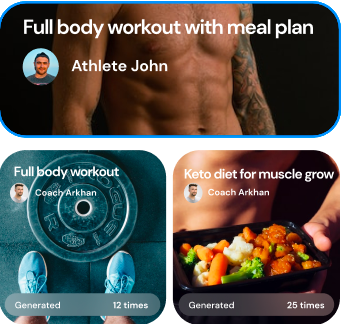 Full body workout with meal plan
Athlete John
Full body workout
Coach Arkhan
Generated
12 times
Keto diet for muscle grow
Coach Arkhan
Generated
25 times